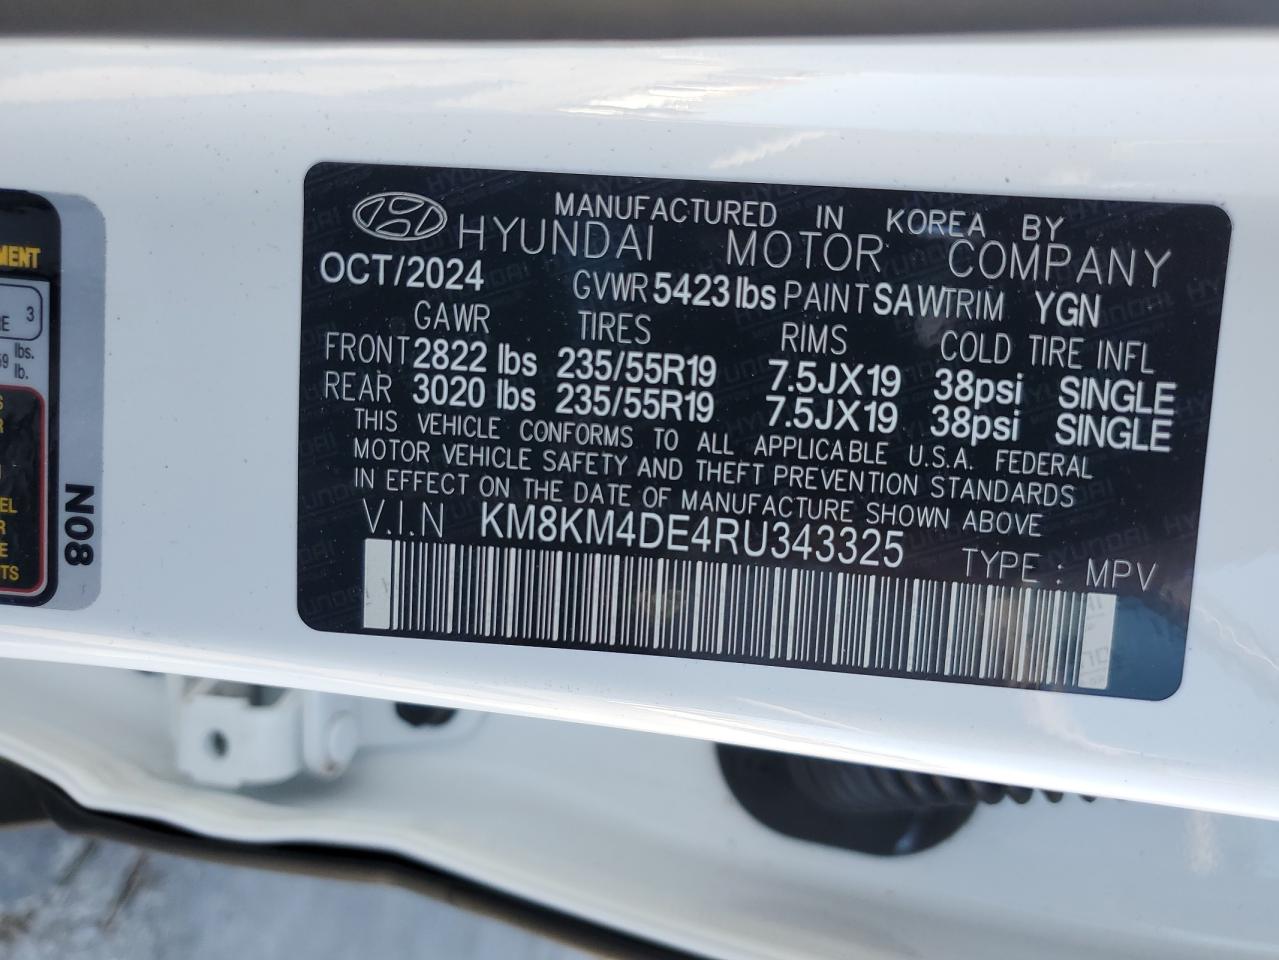 MANUFACTURED IN KOREA BY
HYUNDAI MOTOR COMPANY
OCT/2024 GVWR 5423 lbs PAINT SAW TRIM YGN
GAWR TIRES RIMS COLD TIRE INFL
FRONT 2822 lbs 235/55R19 7.5JX19 38psi SINGLE
REAR 3020 lbs 235/55R19 7.5JX19 38psi SINGLE
THIS VEHICLE CONFORMS TO ALL APPLICABLE U.S.A. FEDERAL
MOTOR VEHICLE SAFETY AND THEFT PREVENTION STANDARDS
IN EFFECT ON THE DATE OF MANUFACTURE SHOWN ABOVE
V.I.N KM8KM4DE4RU343325 TYPE : MPV
3
lbs.
lb.
N08